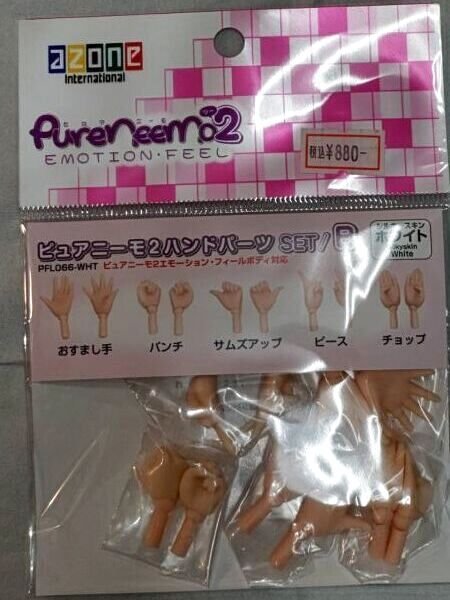 azone
International
ピュアニーモ
PureNeemo2
EMOTION・FEEL
税込¥880-
ピュアニーモ2ハンドパーツ SET/B
ホワイト
White
PFL066-WHT ピュアニーモ2エモーション・フィールボディ対応
おすまし手 パンチ サムズアップ ピース チョップ